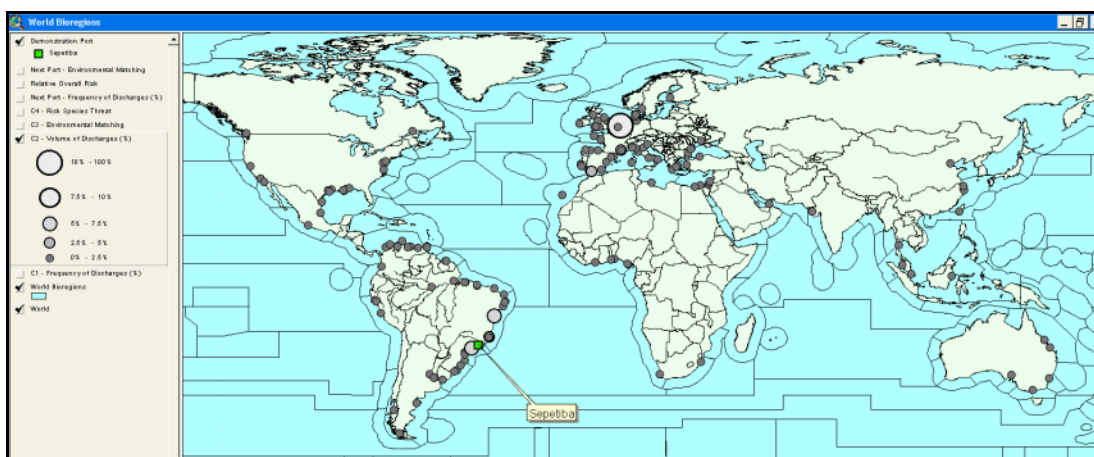 World Bioregions
Demonstration Port
Sepetiba
Next Port - Environmental Matching
Relative Overall Risk
Next Port - Frequency of Discharges (%)
C4 - Risk Species Threat
C3 - Environmental Matching
C2 - Volume of Discharges (%)
10% - 100%
7.5% - 10%
5% - 7.5%
2.5% - 5%
0% - 2.5%
C1 - Frequency of Discharges (%)
World Bioregions
World
Sepetiba